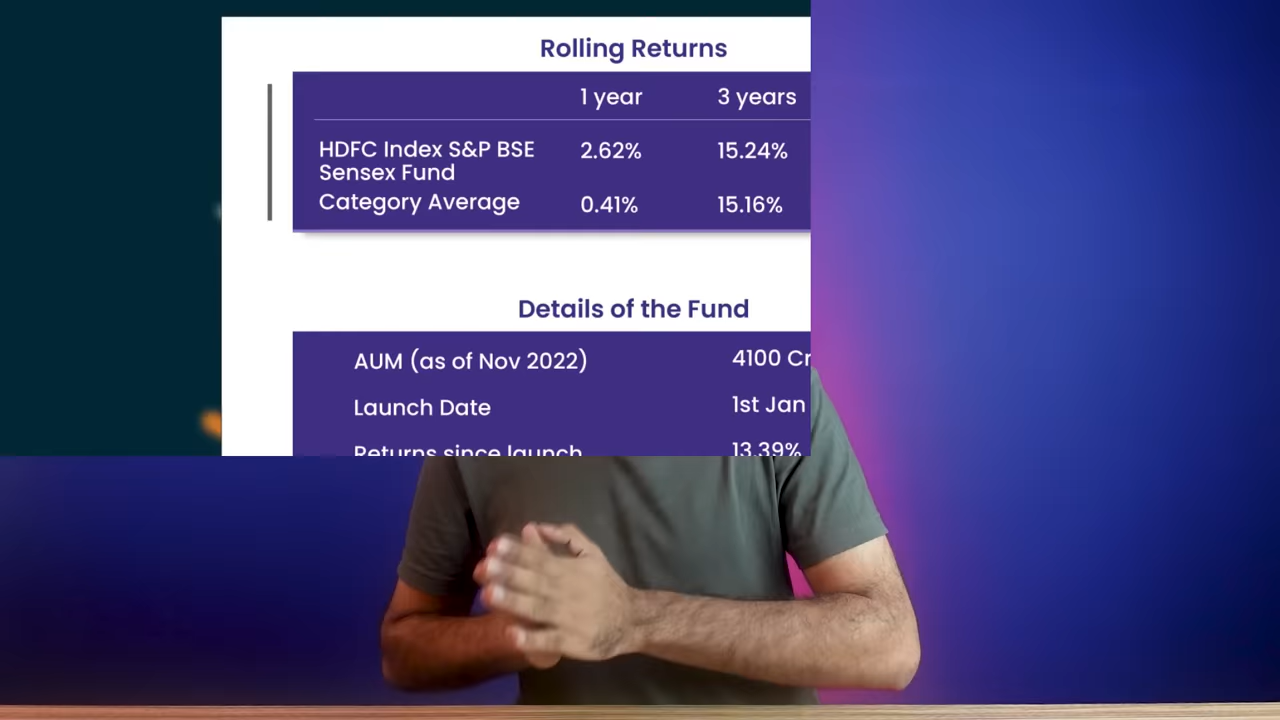 Rolling Returns
1 year 3 years
HDFC Index S&P BSE 2.62% 15.24%
Sensex Fund
Category Average 0.41% 15.16%
Details of the Fund
AUM (as of Nov 2022) 4100 Cr
Launch Date 1st Jan
Returns since launch 13.39%